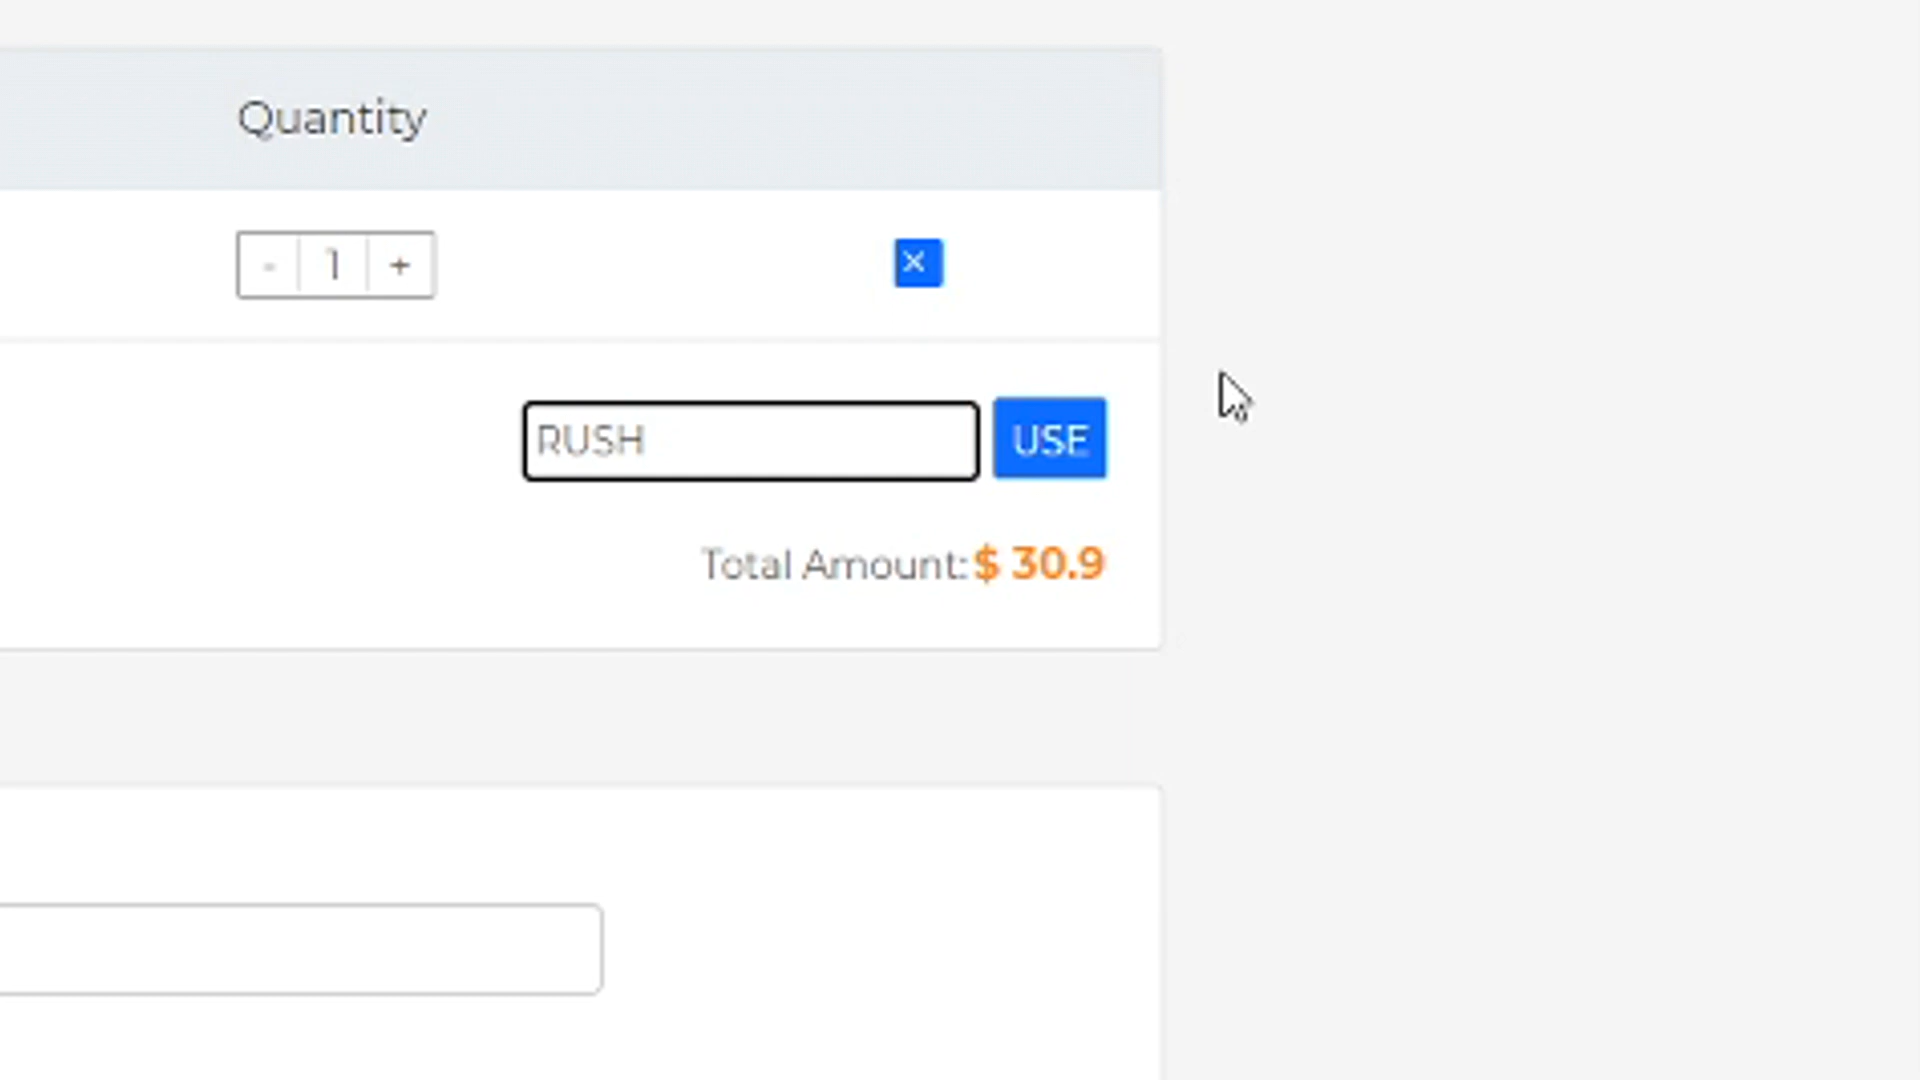 Quantity
- 1 + ×
RUSH USE
Total Amount: $ 30.9